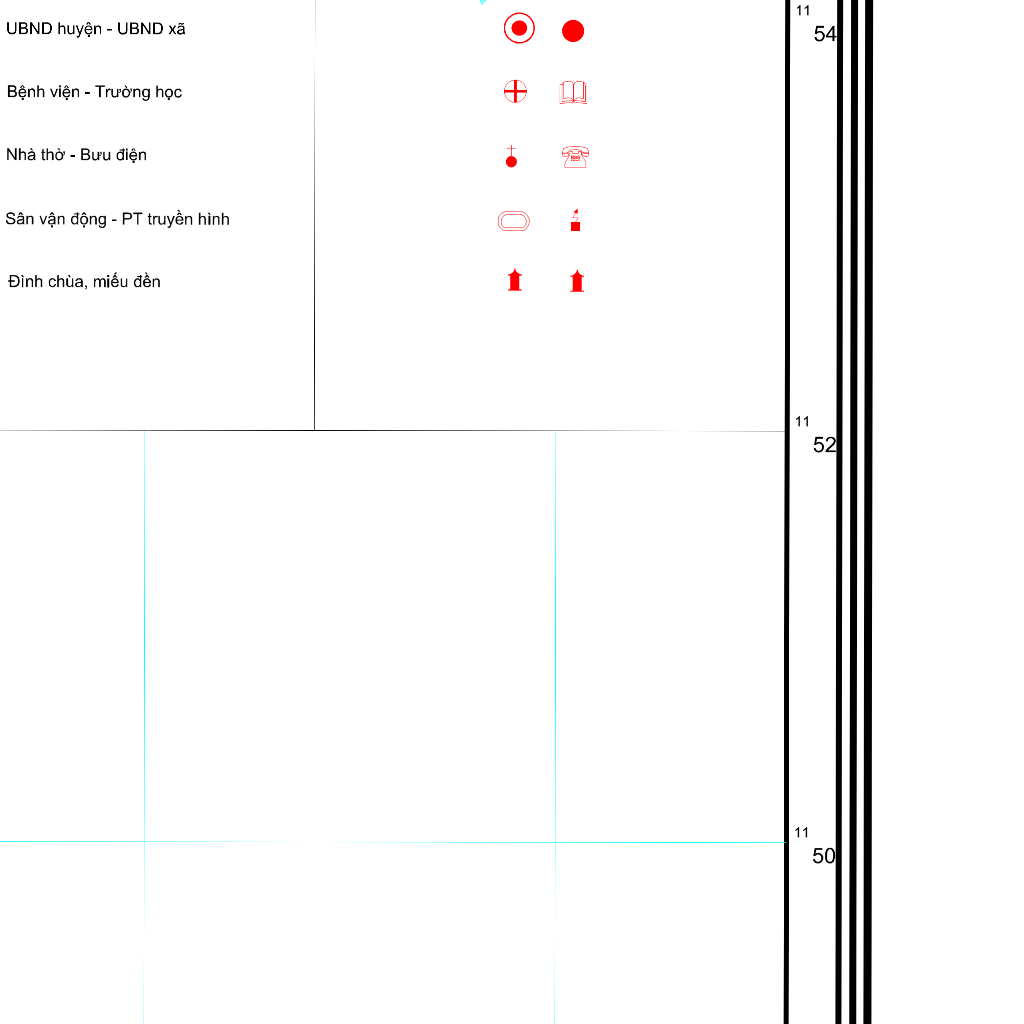 11
54
UBND huyện - UBND xã
Bệnh viện - Trường học
Nhà thờ - Bưu điện
Sân vận động - PT truyền hình
Đình chùa, miếu đền
11
52
11
50